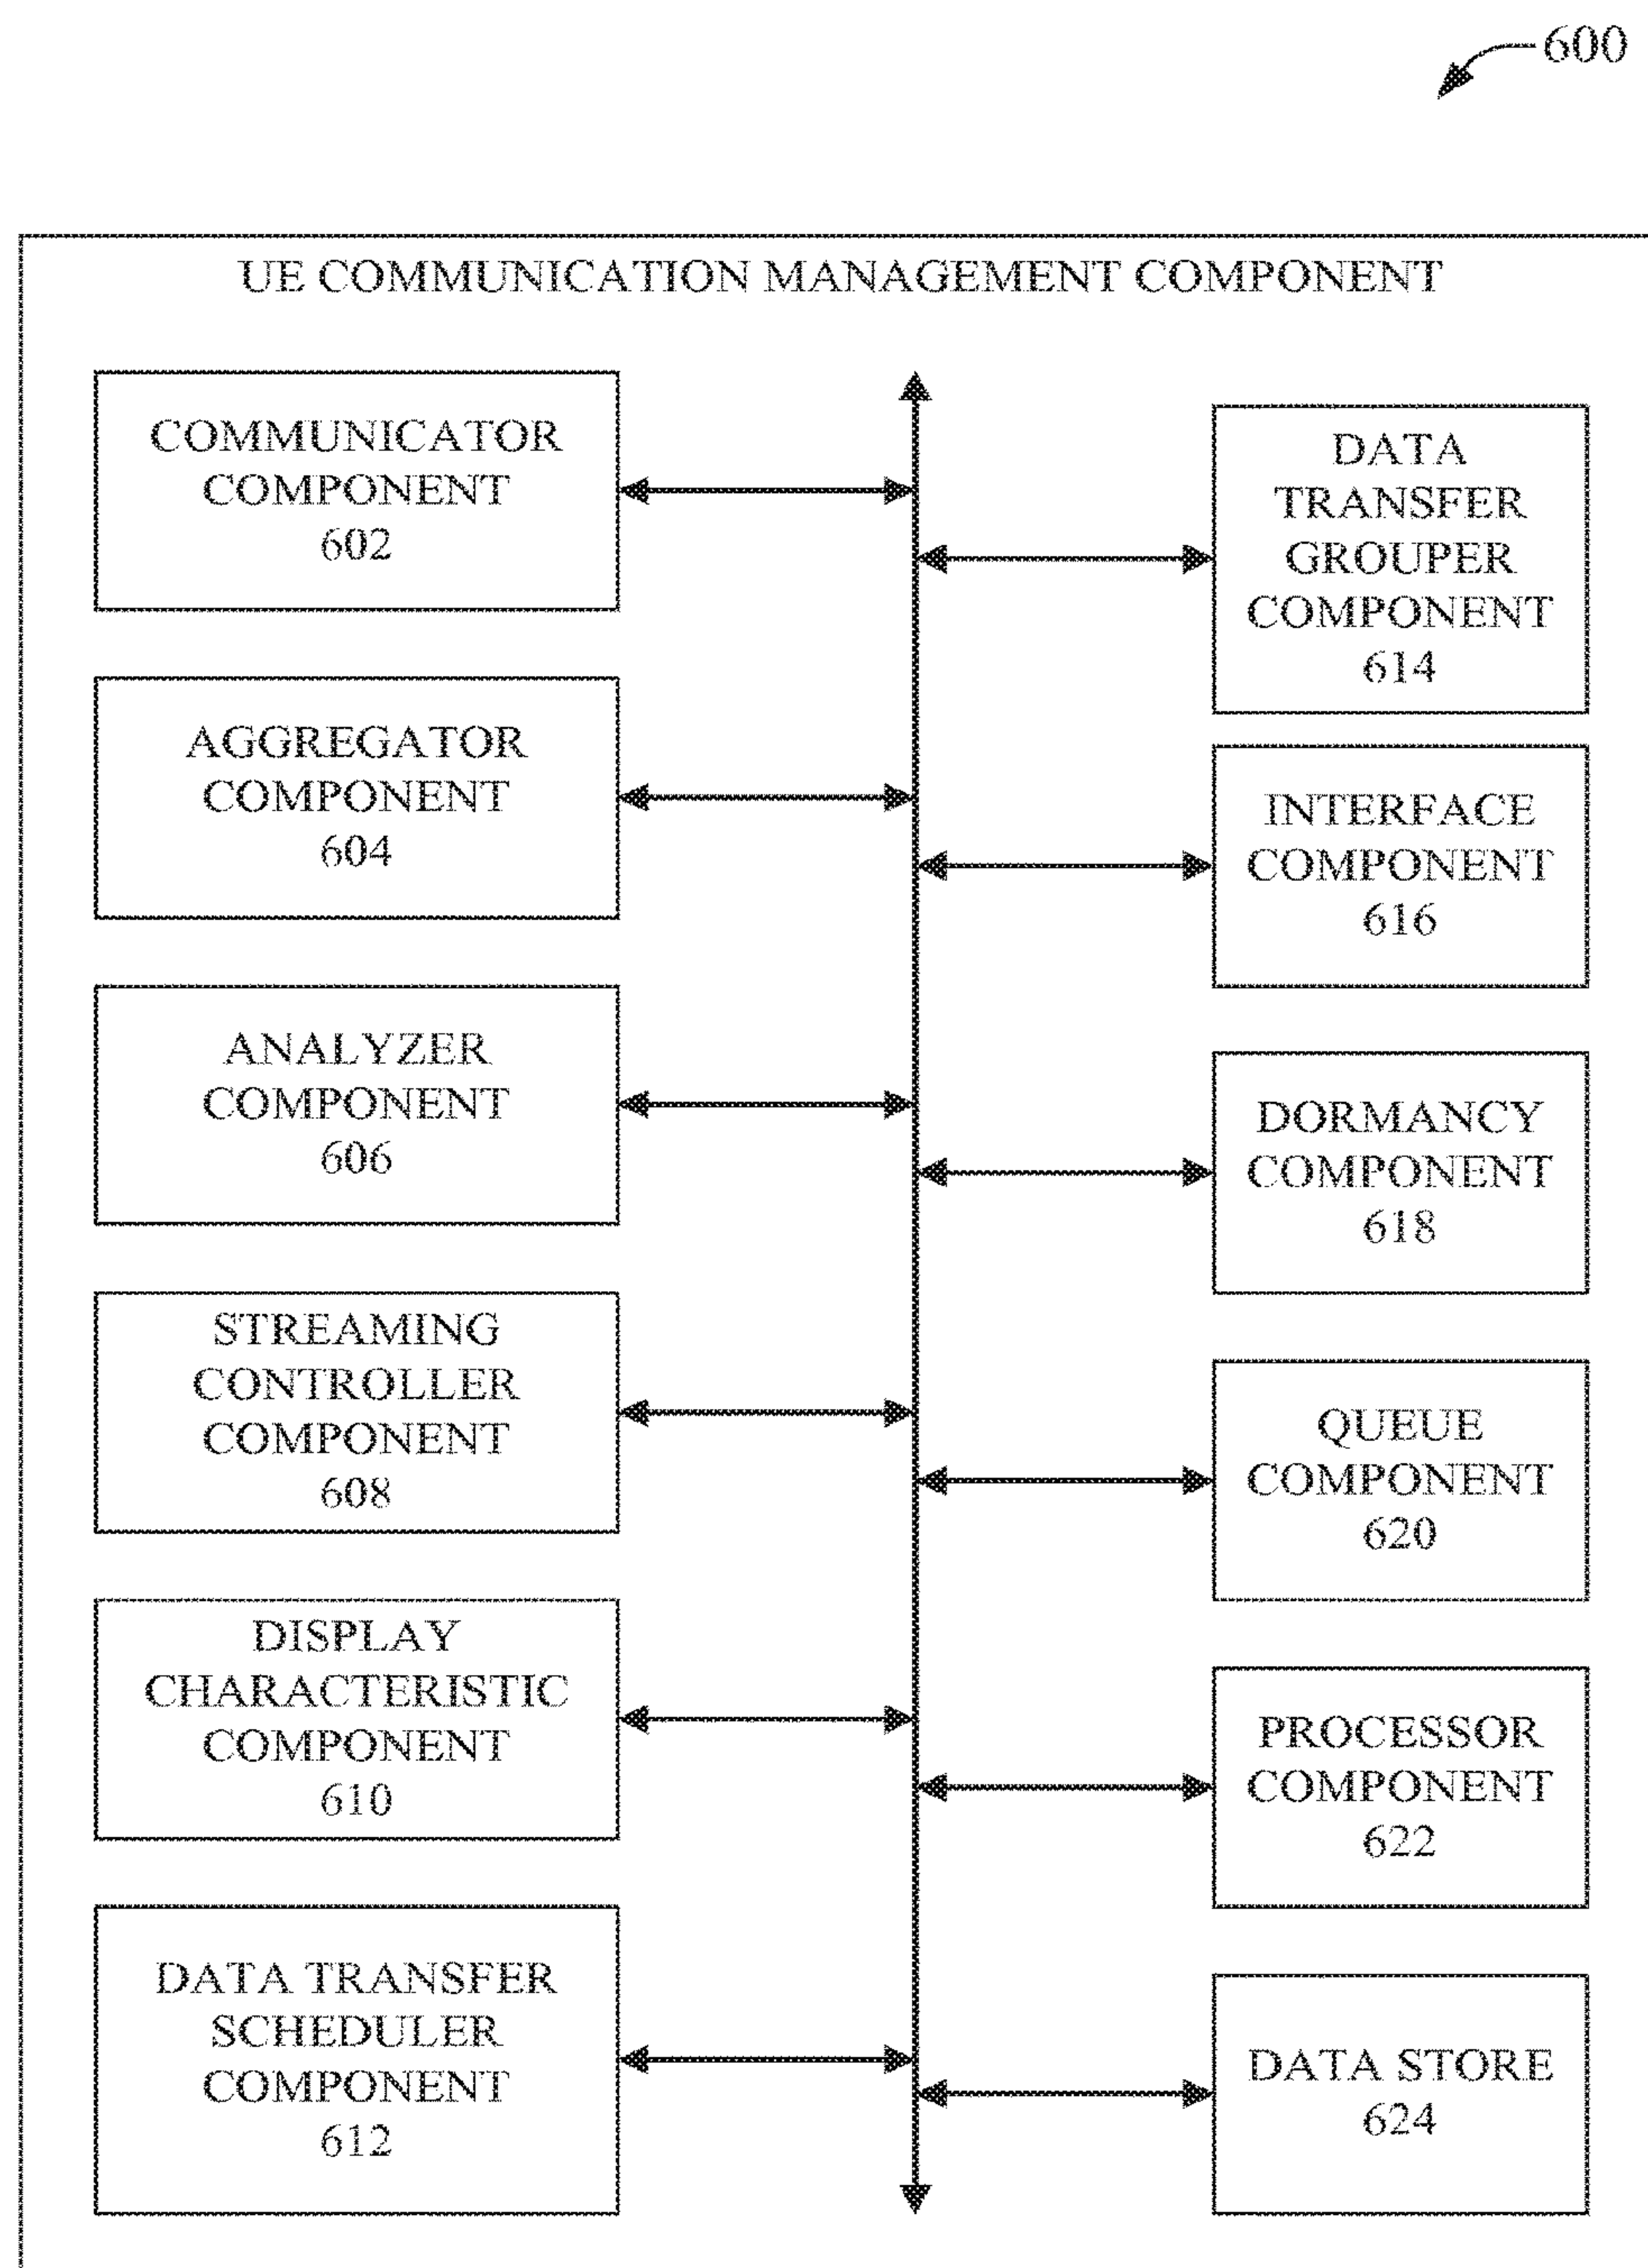 600
UE COMMUNICATION MANAGEMENT COMPONENT
COMMUNICATOR
COMPONENT
602
AGGREGATOR
COMPONENT
604
ANALYZER
COMPONENT
606
STREAMING
CONTROLLER
COMPONENT
608
DISPLAY
CHARACTERISTIC
COMPONENT
610
DATA TRANSFER
SCHEDULER
COMPONENT
612
DATA
TRANSFER
GROUPER
COMPONENT
614
INTERFACE
COMPONENT
616
DORMANCY
COMPONENT
618
QUEUE
COMPONENT
620
PROCESSOR
COMPONENT
622
DATA STORE
624